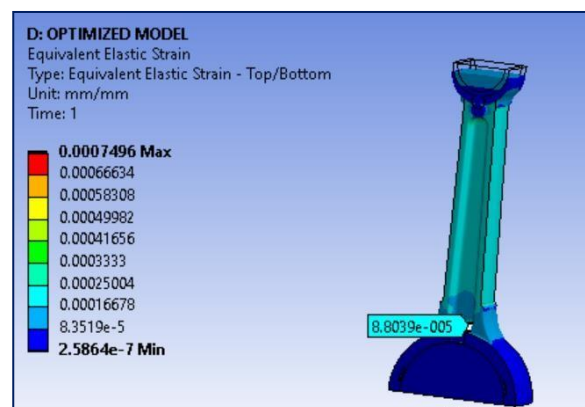 D: OPTIMIZED MODEL
Equivalent Elastic Strain
Type: Equivalent Elastic Strain - Top/Bottom
Unit: mm/mm
Time: 1
0.0007496 Max
0.00066634
0.00058308
0.00049982
0.00041656
0.0003333
0.00025004
0.00016678
8.3519e-5
2.5864e-7 Min
8.8039e-005